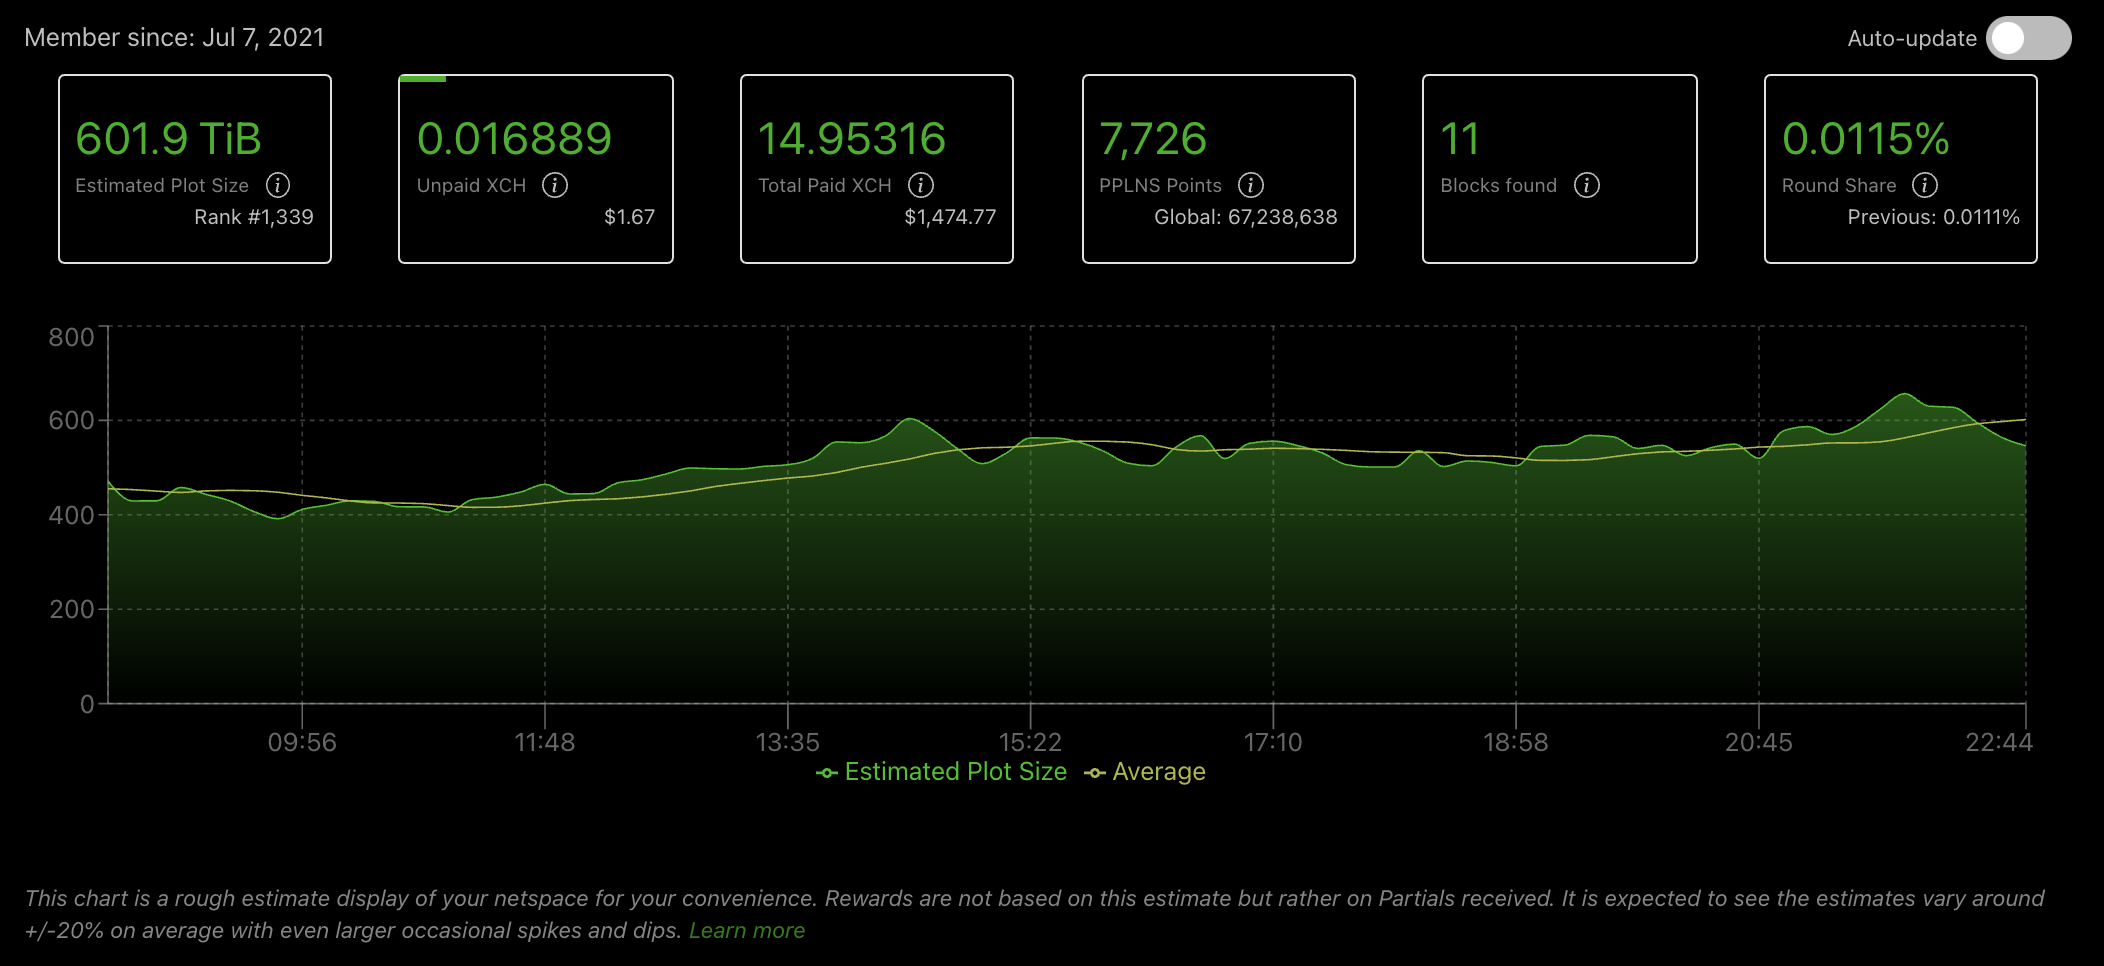 Member since: Jul 7, 2021
Auto-update
601.9 TiB
Estimated Plot Size i
Rank #1,339
0.016889
Unpaid XCH i
$1.67
14.95316
Total Paid XCH i
$1,474.77
7,726
PPLNS Points i
Global: 67,238,638
11
Blocks found i
0.0115%
Round Share i
Previous: 0.0111%
800
600
400
200
0
09:56 11:48 13:35 15:22 17:10 18:58 20:45 22:44
Estimated Plot Size Average
This chart is a rough estimate display of your netspace for your convenience. Rewards are not based on this estimate but rather on Partials received. It is expected to see the estimates vary around
+/-20% on average with even larger occasional spikes and dips. Learn more